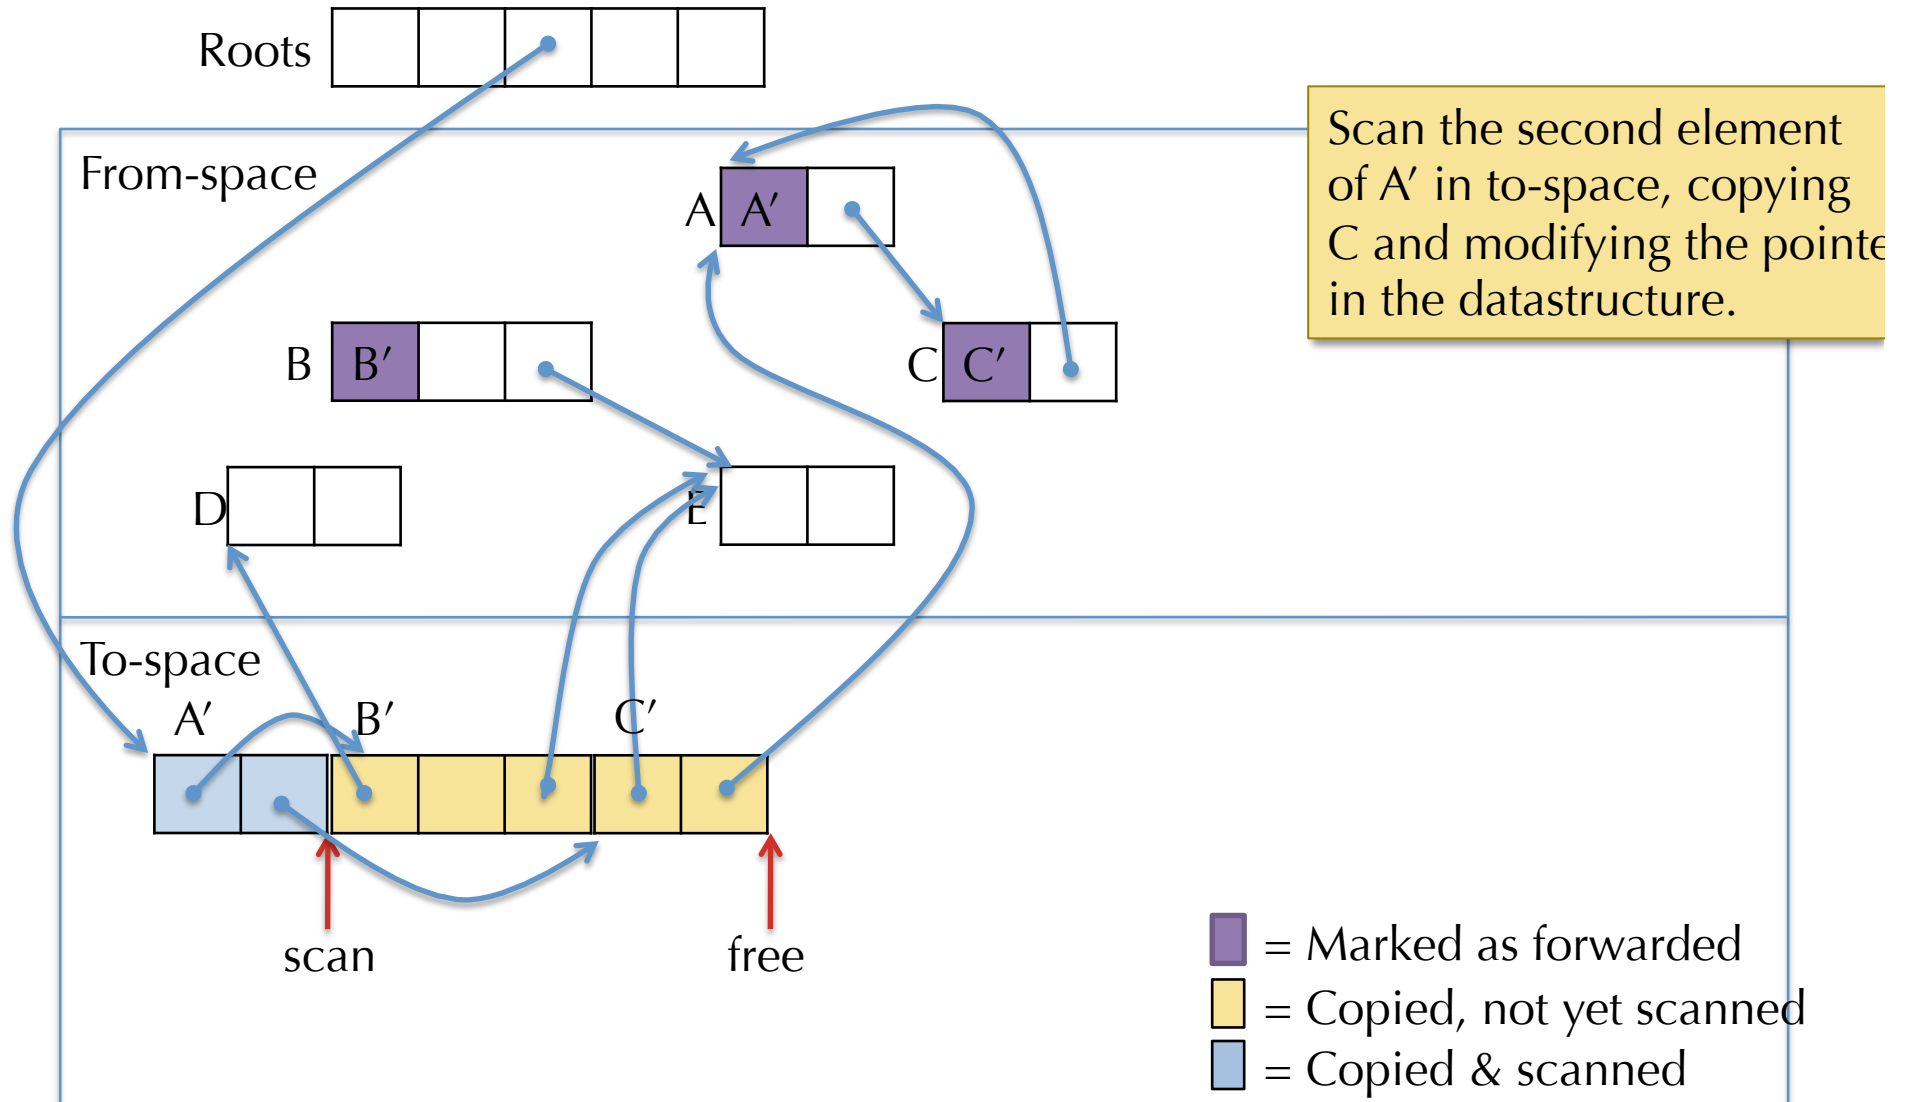 Roots
Scan the second element
of A′ in to-space, copying
C and modifying the pointe
in the datastructure.
From-space
A
A′
B
B′
C
C′
D
E
To-space
A′
B′
C′
scan
free
= Marked as forwarded
= Copied, not yet scanned
= Copied & scanned